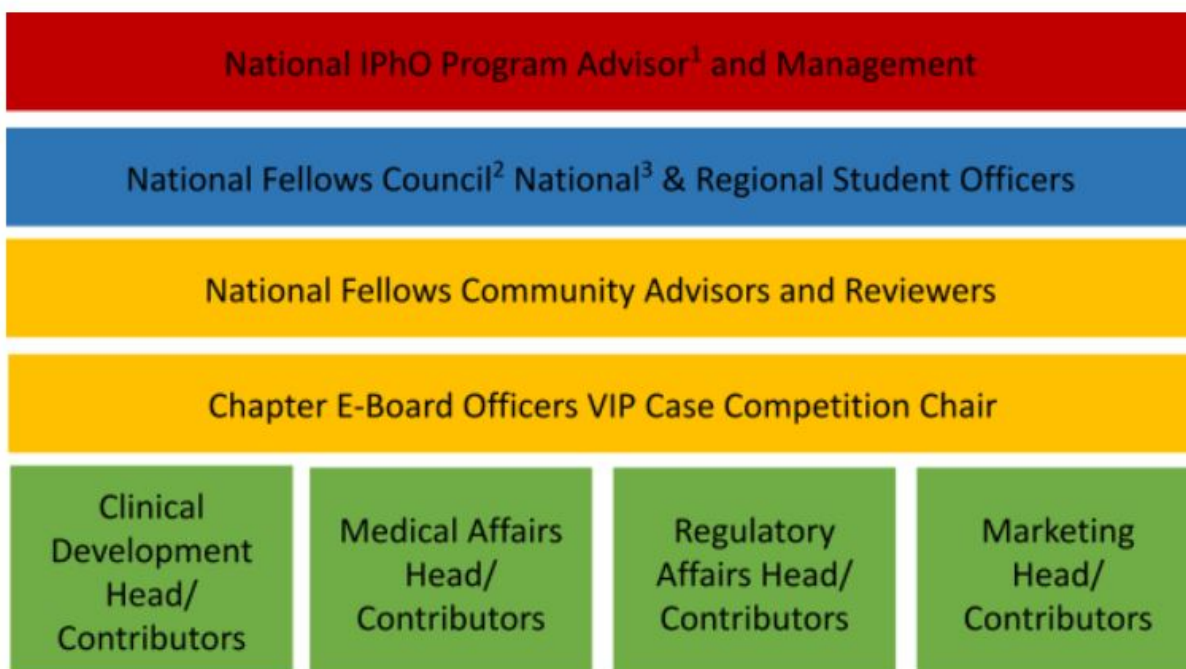 National IPhO Program Advisor¹ and Management
National Fellows Council² National³ & Regional Student Officers
National Fellows Community Advisors and Reviewers
Chapter E-Board Officers VIP Case Competition Chair
Clinical
Development
Head/
Contributors
Medical Affairs
Head/
Contributors
Regulatory
Affairs Head/
Contributors
Marketing
Head/
Contributors